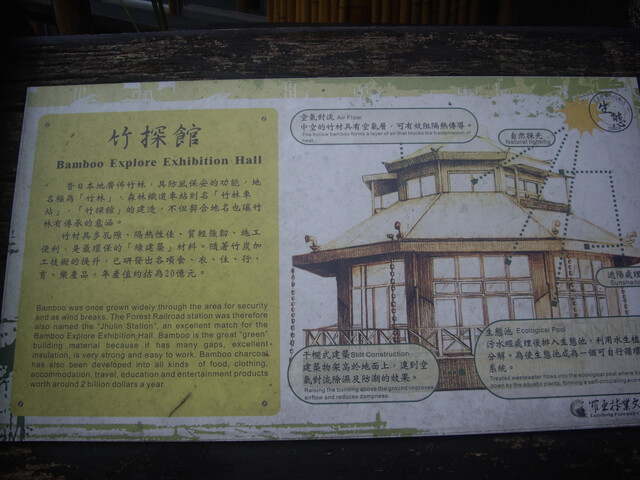 竹探館
Bamboo Explore Exhibition Hall
昔日本地廣佈竹林，具防風保安的功能，地
名極為「竹林」、森林鐵道車站則名「竹林車
站」，「竹探館」的建造，不但契合地名也讓竹
林有傳承的意涵。
竹材具多孔隙、隔熱性佳、質輕強韌、施工
便利，是最環保的「綠建築」材料。隨著竹炭加
工技術的提升，已研發出各項食、衣、住、行、
育、樂產品，年產值約估為20億元。
Bamboo was once grown widely through the area for security
and as wind breaks. The Forest Railroad station was therefore
also named the "Jhulin Station", an excellent match for the
Bamboo Explore Exhibition Hall. Bamboo is the great "green"
building material because it has many gaps, excellent
insulation, is very strong and easy to work. Bamboo charcoal
has also been developed into all kinds of food, clothing,
accommodation, travel, education and entertainment products
worth around 2 billion dollars a year.
空氣對流 Air Flow
中空的竹材具有空氣層，可有效阻隔熱傳導。
The hollow bamboo forms a layer of air that blocks the transmission of
heat.
自然採光
Natural lighting
生態
遮陽處理
Sunshade
干欄式建築 Stilt Construction
建築物架高於地面上，達到空
氣對流除濕及防潮的效果。
Raising the building above the ground improves
airflow and reduces dampness.
生態池 Ecological Pool
污水經處理後排入生態池，利用水生植
分解，為使生態池成為一個可自行循環
系統。
Treated wastewater flows into the ecological pool where
by the aquatic plants, forming a self-circulating
羅東林業文
Luodong Forestry